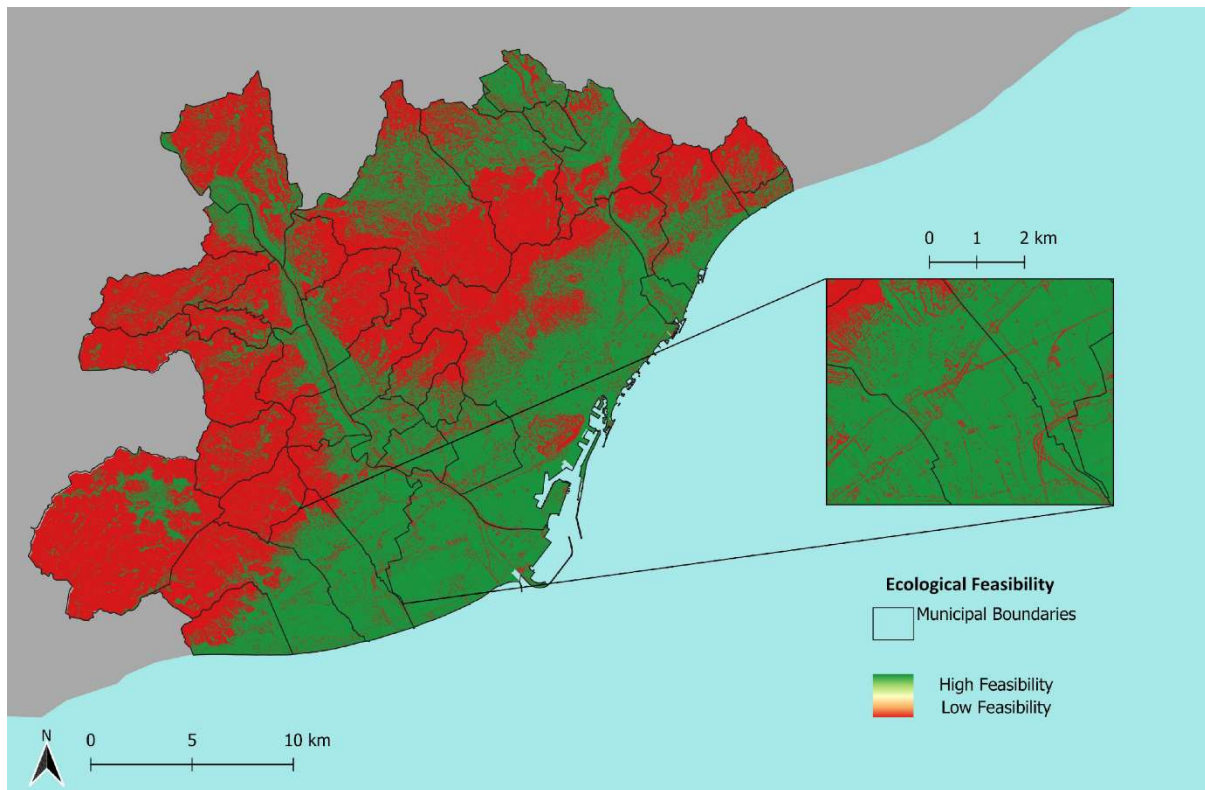 0 1 2 km
Ecological Feasibility
Municipal Boundaries
High Feasibility
Low Feasibility
N
0 5 10 km